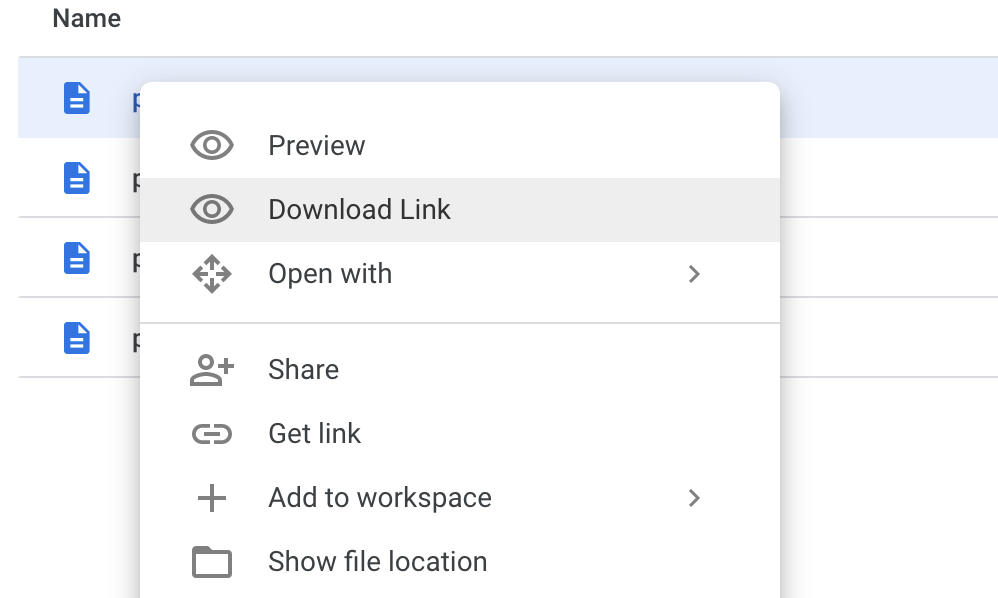 Name
Preview
Download Link
Open with
Share
Get link
Add to workspace
Show file location